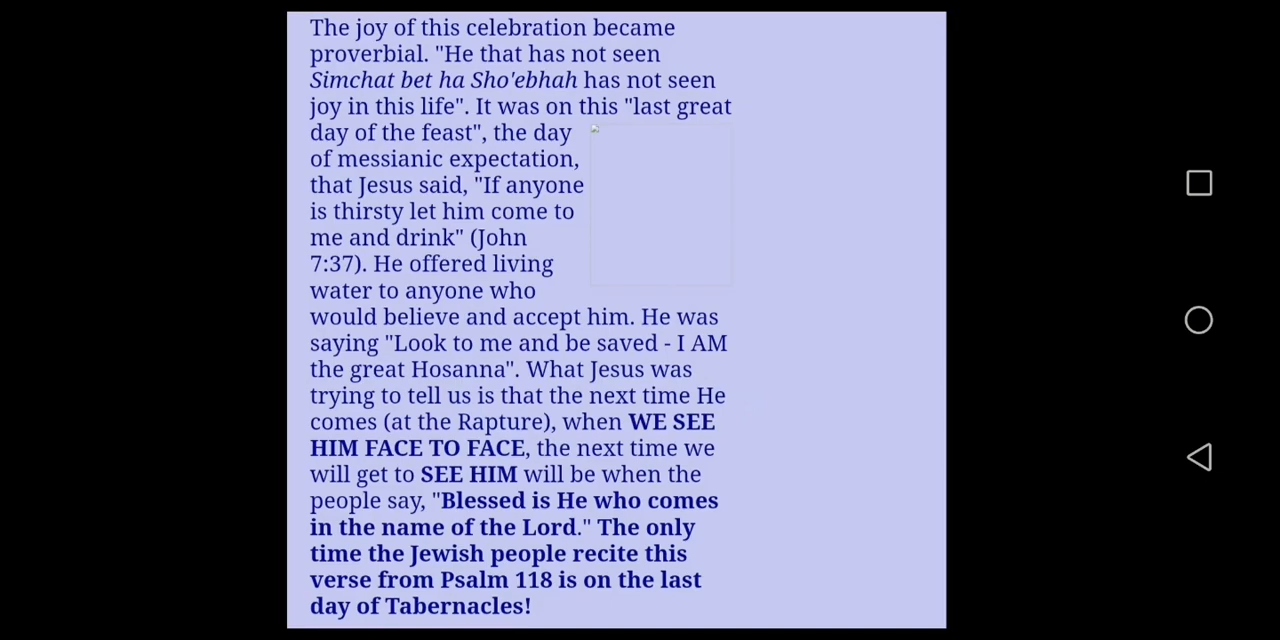 The joy of this celebration became
proverbial. "He that has not seen
Simchat bet ha Sho'ebhah has not seen
joy in this life". It was on this "last great
day of the feast", the day
of messianic expectation,
that Jesus said, "If anyone
is thirsty let him come to
me and drink" (John
7:37). He offered living
water to anyone who
would believe and accept him. He was
saying "Look to me and be saved - I AM
the great Hosanna". What Jesus was
trying to tell us is that the next time He
comes (at the Rapture), when WE SEE
HIM FACE TO FACE, the next time we
will get to SEE HIM will be when the
people say, "Blessed is He who comes
in the name of the Lord." The only
time the Jewish people recite this
verse from Psalm 118 is on the last
day of Tabernacles!